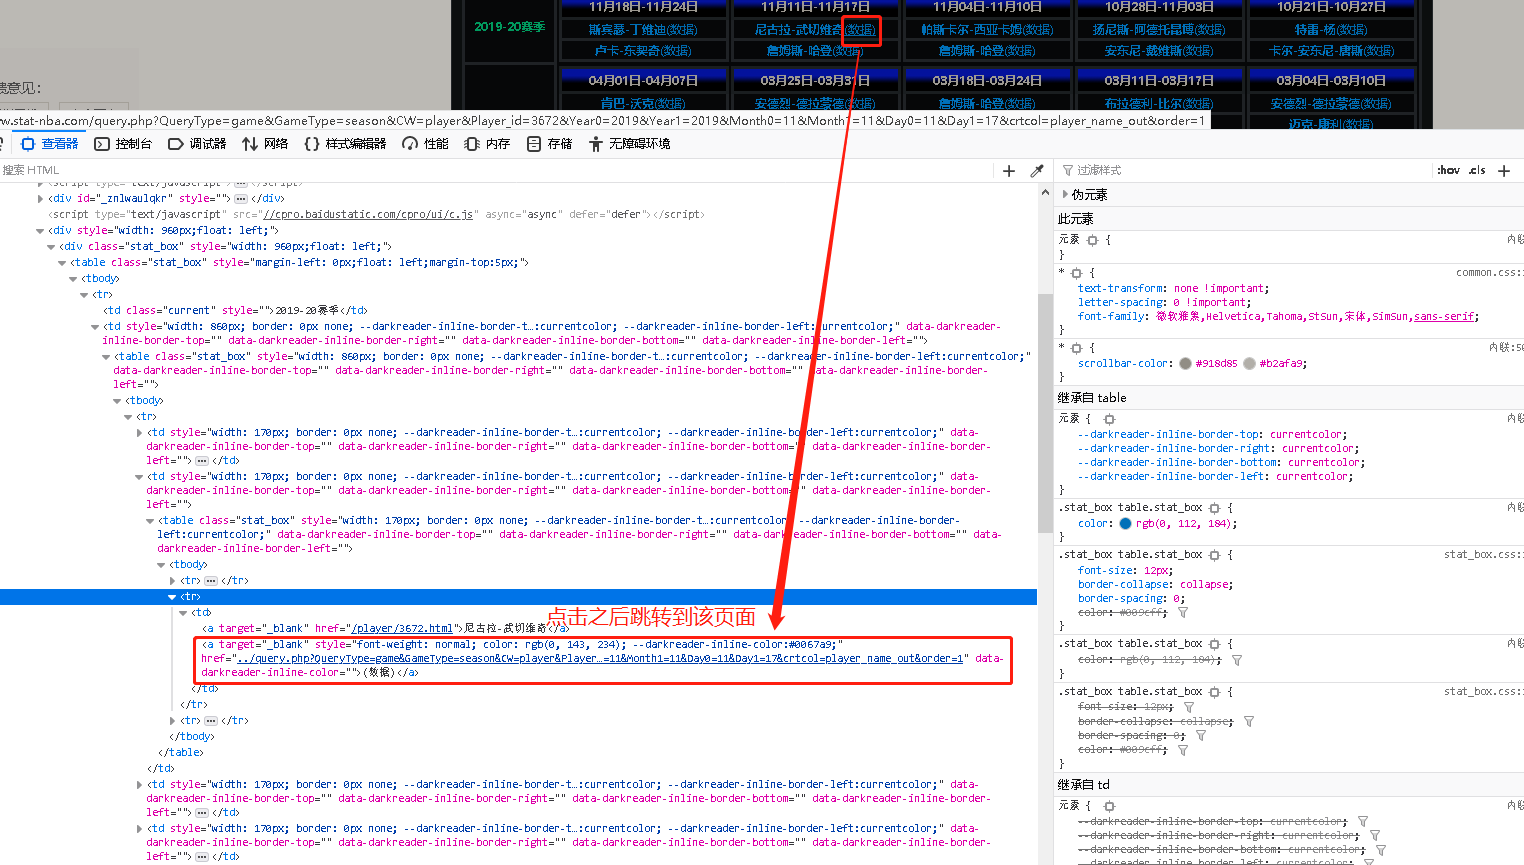 11月18日-11月24日 11月11日-11月17日 11月04日-11月10日 10月28日-11月03日 10月21日-10月27日
2019-20赛季 斯宾瑟-丁维迪(数据) 尼古拉-武切维奇(数据) 帕斯卡尔-西亚卡姆(数据) 扬尼斯-阿德托昆博(数据) 特雷-杨(数据)
卢卡-东契奇(数据) 詹姆斯-哈登(数据) 詹姆斯-哈登(数据) 安东尼-戴维斯(数据) 卡尔-安东尼-唐斯(数据)
04月01日-04月07日 03月25日-03月31日 03月18日-03月24日 03月11日-03月17日 03月04日-03月10日
馈意见:
肯巴-沃克(数据) 安德烈-德拉蒙德(数据) 詹姆斯-哈登(数据) 布拉德利-比尔(数据) 安德烈-德拉蒙德(数据)
w.stat-nba.com/query.php?QueryType=game&GameType=season&CW=player&Player_id=3672&Year0=2019&Year1=2019&Month0=11&Month1=11&Day0=11&Day1=17&crtcol=player_name_out&order=1
迈克-康利(数据)
查看器 控制台 调试器 网络 样式编辑器 性能 内存 存储 无障碍环境
搜索 HTML
过滤样式 :hov .cls
<script type="text/javascript"></script>
<div id="_znlwaulqkr" style=""></div>
<script type="text/javascript" src="//cpro.baidustatic.com/cpro/ui/c.js" async="async" defer="defer"></script>
<div style="width: 960px;float: left;">
<div class="stat_box" style="width: 960px;float: left;">
<table class="stat_box" style="margin-left: 0px;float: left;margin-top:5px;">
<tbody>
<tr>
<td class="current" style="">2019-20赛季</td>
<td style="width: 860px; border: 0px none; --darkreader-inline-border-t…:currentcolor; --darkreader-inline-border-left:currentcolor;" data-darkreader-
inline-border-top="" data-darkreader-inline-border-right="" data-darkreader-inline-border-bottom="" data-darkreader-inline-border-left="">
<table class="stat_box" style="width: 860px; border: 0px none; --darkreader-inline-border-t…:currentcolor; --darkreader-inline-border-left:currentcolor;"
data-darkreader-inline-border-top="" data-darkreader-inline-border-right="" data-darkreader-inline-border-bottom="" data-darkreader-inline-border-
left="">
<tbody>
<tr>
<td style="width: 170px; border: 0px none; --darkreader-inline-border-t…:currentcolor; --darkreader-inline-border-left:currentcolor;" data-
darkreader-inline-border-top="" data-darkreader-inline-border-right="" data-darkreader-inline-border-bottom="" data-darkreader-inline-border-
left=""></td>
<td style="width: 170px; border: 0px none; --darkreader-inline-border-t…:currentcolor; --darkreader-inline-border-left:currentcolor;" data-
darkreader-inline-border-top="" data-darkreader-inline-border-right="" data-darkreader-inline-border-bottom="" data-darkreader-inline-border-
left="">
<table class="stat_box" style="width: 170px; border: 0px none; --darkreader-inline-border-t…:currentcolor; --darkreader-inline-border-
left:currentcolor;" data-darkreader-inline-border-top="" data-darkreader-inline-border-right="" data-darkreader-inline-border-bottom="" data-
darkreader-inline-border-left="">
<tbody>
<tr></tr>
<tr>
<td>
点击之后跳转到该页面
<a target="_blank" href="/player/3672.html">尼古拉-武切维奇</a>
<a target="_blank" style="font-weight: normal; color: rgb(0, 143, 234); --darkreader-inline-color:#0067a9;"
href="../query.php?QueryType=game&GameType=season&CW=player&Player…=11&Month1=11&Day0=11&Day1=17&crtcol=player_name_out&order=1" data-
darkreader-inline-color="">(数据)</a>
</td>
</tr>
<tr></tr>
</tbody>
</table>
</td>
<td style="width: 170px; border: 0px none; --darkreader-inline-border-t…:currentcolor; --darkreader-inline-border-left:currentcolor;" data-
darkreader-inline-border-top="" data-darkreader-inline-border-right="" data-darkreader-inline-border-bottom="" data-darkreader-inline-border-
left=""></td>
<td style="width: 170px; border: 0px none; --darkreader-inline-border-t…:currentcolor; --darkreader-inline-border-left:currentcolor;" data-
darkreader-inline-border-top="" data-darkreader-inline-border-right="" data-darkreader-inline-border-bottom="" data-darkreader-inline-border-
left=""></td>
伪元素
此元素
元素 { 内联
}
* { common.css:
text-transform: none !important;
letter-spacing: 0 !important;
font-family: 微软雅黑,Helvetica,Tahoma,StSun,宋体,SimSun,sans-serif;
}
* { 内联:50
scrollbar-color: #918d85 #b2afa9;
}
继承自 table
元素 { 内联
--darkreader-inline-border-top: currentcolor;
--darkreader-inline-border-right: currentcolor;
--darkreader-inline-border-bottom: currentcolor;
--darkreader-inline-border-left: currentcolor;
}
.stat_box table.stat_box { 内联
color: rgb(0, 112, 184);
}
.stat_box table.stat_box { stat_box.css:
font-size: 12px;
border-collapse: collapse;
border-spacing: 0;
color: #009cff;
}
.stat_box table.stat_box { 内联
color: rgb(0, 112, 184);
}
.stat_box table.stat_box { stat_box.css:
font-size: 12px;
border-collapse: collapse;
border-spacing: 0;
color: #009cff;
}
继承自 td
元素 { 内联
--darkreader-inline-border-top: currentcolor;
--darkreader-inline-border-right: currentcolor;
--darkreader-inline-border-bottom: currentcolor;
--darkreader-inline-border-left: currentcolor;